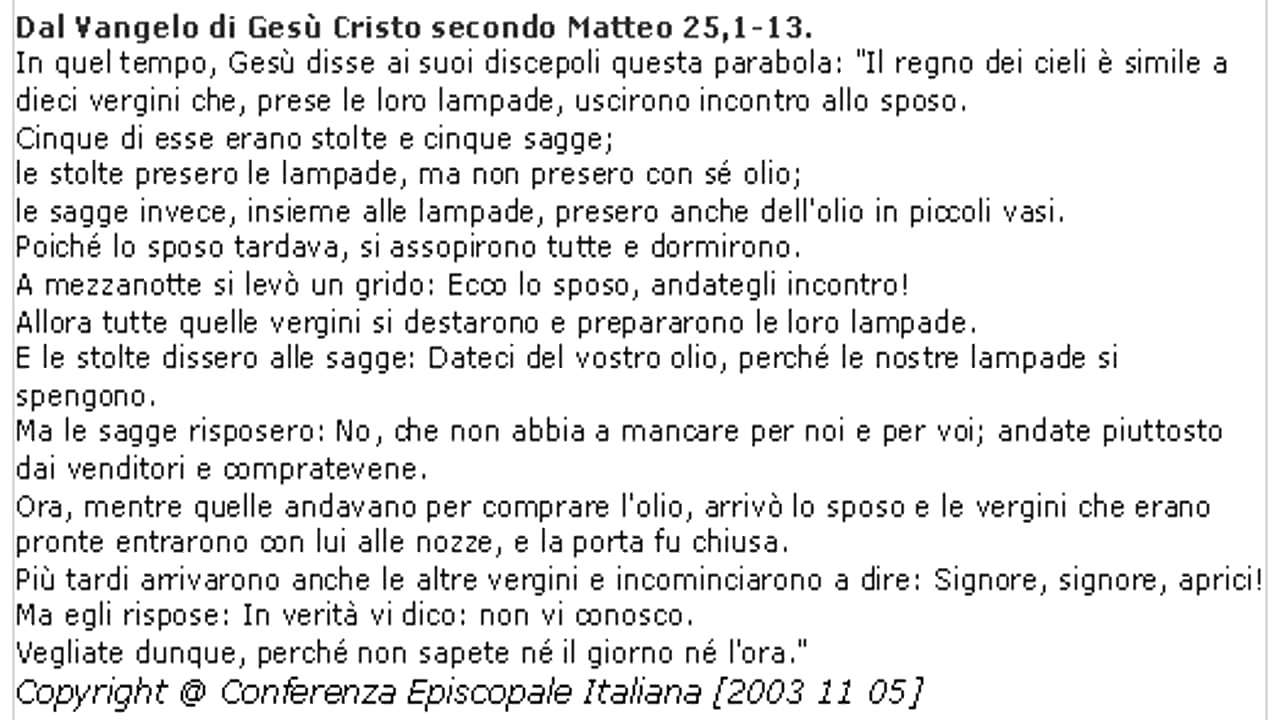 Dal Vangelo di Gesù Cristo secondo Matteo 25,1-13.
In quel tempo, Gesù disse ai suoi discepoli questa parabola: "Il regno dei cieli è simile a
dieci vergini che, prese le loro lampade, uscirono incontro allo sposo.
Cinque di esse erano stolte e cinque sagge;
le stolte presero le lampade, ma non presero con sé olio;
le sagge invece, insieme alle lampade, presero anche dell'olio in piccoli vasi.
Poiché lo sposo tardava, si assopirono tutte e dormirono.
A mezzanotte si levò un grido: Ecco lo sposo, andategli incontro!
Allora tutte quelle vergini si destarono e prepararono le loro lampade.
E le stolte dissero alle sagge: Dateci del vostro olio, perché le nostre lampade si
spengono.
Ma le sagge risposero: No, che non abbia a mancare per noi e per voi; andate piuttosto
dai venditori e compratevene.
Ora, mentre quelle andavano per comprare l'olio, arrivò lo sposo e le vergini che erano
pronte entrarono con lui alle nozze, e la porta fu chiusa.
Più tardi arrivarono anche le altre vergini e incominciarono a dire: Signore, signore, aprici!
Ma egli rispose: In verità vi dico: non vi conosco.
Vegliate dunque, perché non sapete né il giorno né l'ora."
Copyright @ Conferenza Episcopale Italiana [2003 11 05]